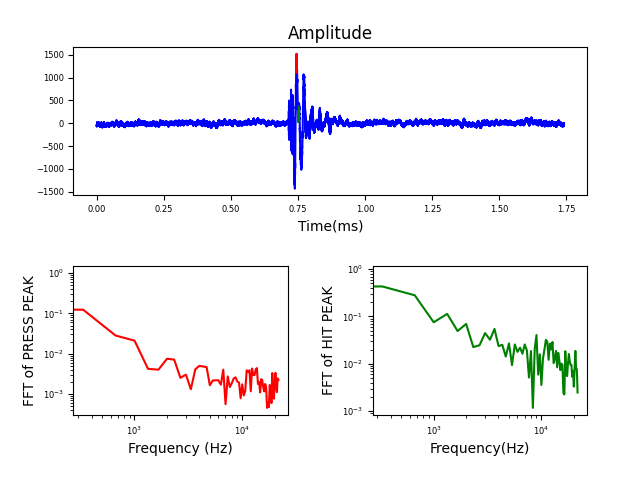 Amplitude
1500
1000
500
0
−500
−1000
−1500
0.00 0.25 0.50 0.75 1.00 1.25 1.50 1.75
Time(ms)
FFT of PRESS PEAK
10⁰
10⁻¹
10⁻²
10⁻³
10³ 10⁴
Frequency (Hz)
FFT of HIT PEAK
10⁰
10⁻¹
10⁻²
10⁻³
10³ 10⁴
Frequency(Hz)